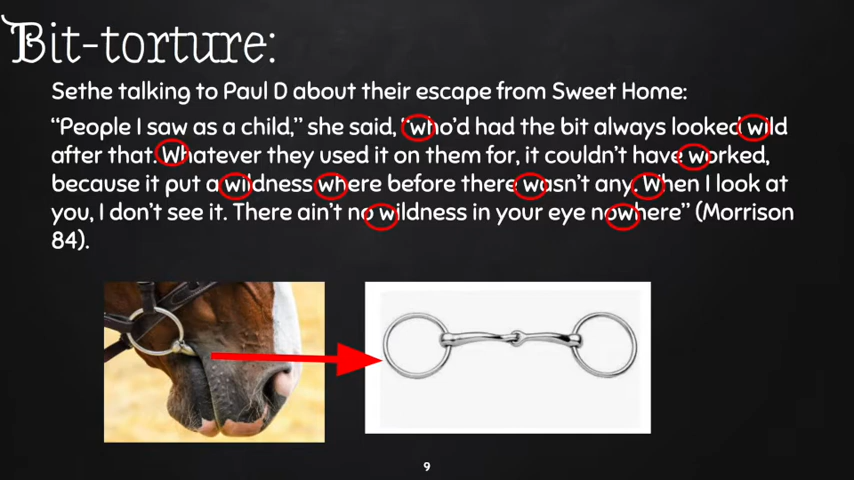 Bit-torture:
Sethe talking to Paul D about their escape from Sweet Home:
“People I saw as a child,” she said, “who’d had the bit always looked wild
after that. Whatever they used it on them for, it couldn’t have worked,
because it put a wildness where before there wasn’t any. When I look at
you, I don’t see it. There ain’t no wildness in your eye nowhere” (Morrison
84).
9